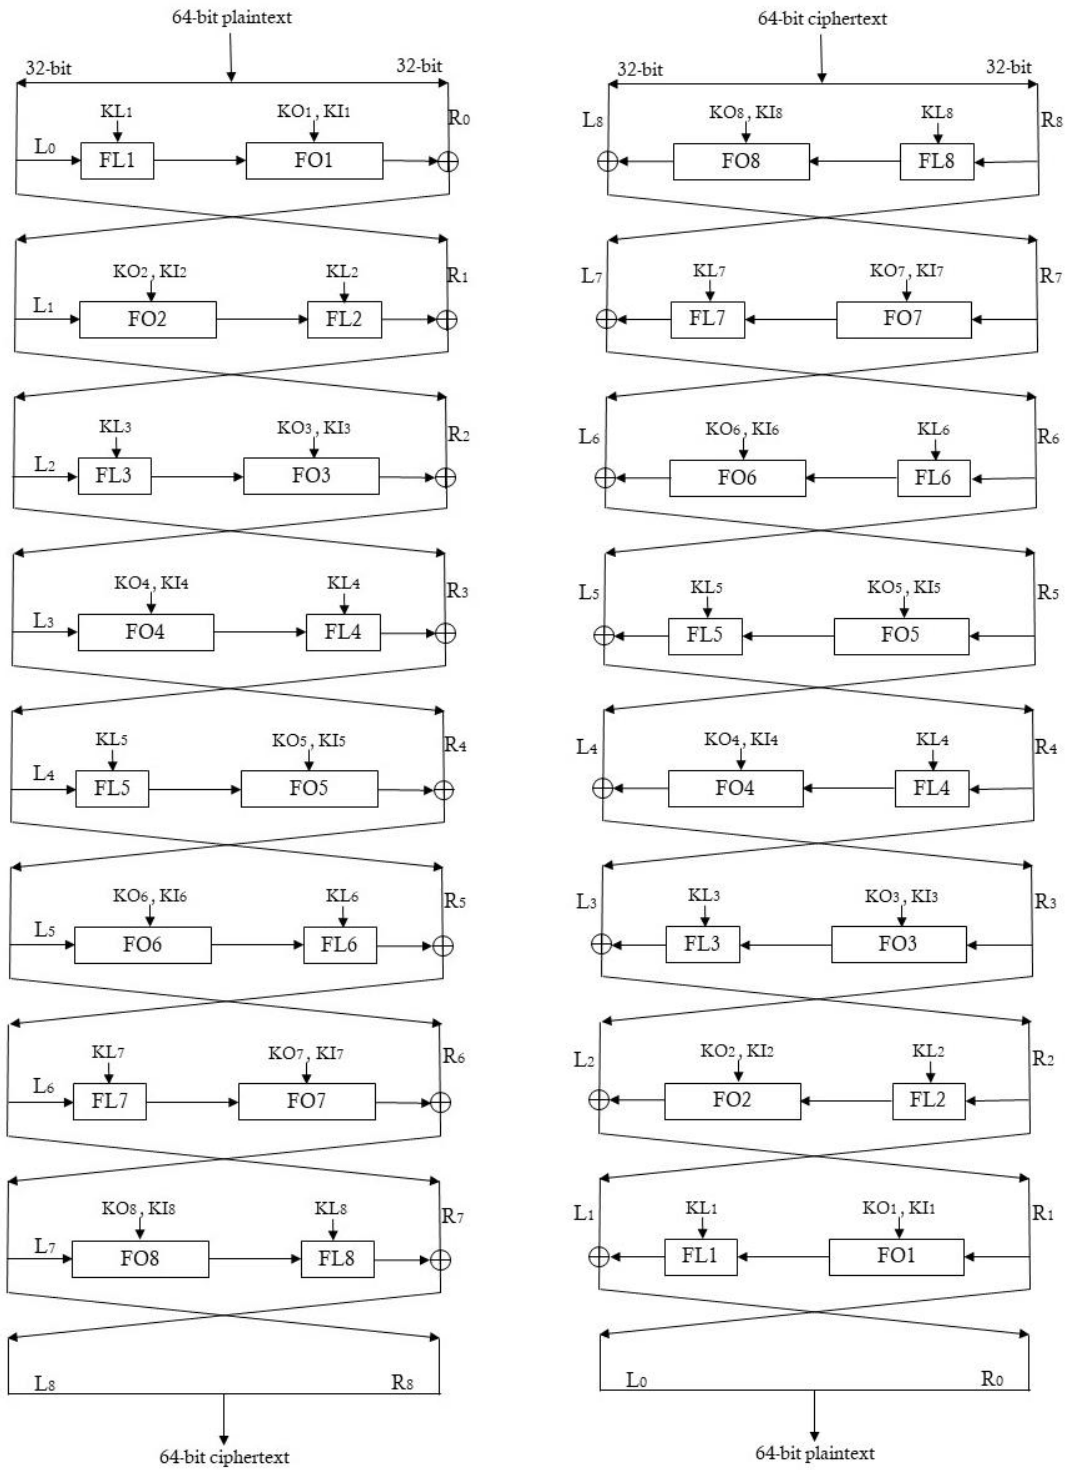 64-bit plaintext
32-bit 32-bit
KL1 KO1, KI1 R0
L0 FL1 FO1
KO2, KI2 KL2 R1
L1 FO2 FL2
KL3 KO3, KI3 R2
L2 FL3 FO3
KO4, KI4 KL4 R3
L3 FO4 FL4
KL5 KO5, KI5 R4
L4 FL5 FO5
KO6, KI6 KL6 R5
L5 FO6 FL6
KL7 KO7, KI7 R6
L6 FL7 FO7
KO8, KI8 KL8 R7
L7 FO8 FL8
L8 R8
64-bit ciphertext
64-bit ciphertext
32-bit 32-bit
L8 KO8, KI8 KL8 R8
FO8 FL8
L7 KL7 KO7, KI7 R7
FL7 FO7
L6 KO6, KI6 KL6 R6
FO6 FL6
L5 KL5 KO5, KI5 R5
FL5 FO5
L4 KO4, KI4 KL4 R4
FO4 FL4
L3 KL3 KO3, KI3 R3
FL3 FO3
L2 KO2, KI2 KL2 R2
FO2 FL2
L1 KL1 KO1, KI1 R1
FL1 FO1
L0 R0
64-bit plaintext